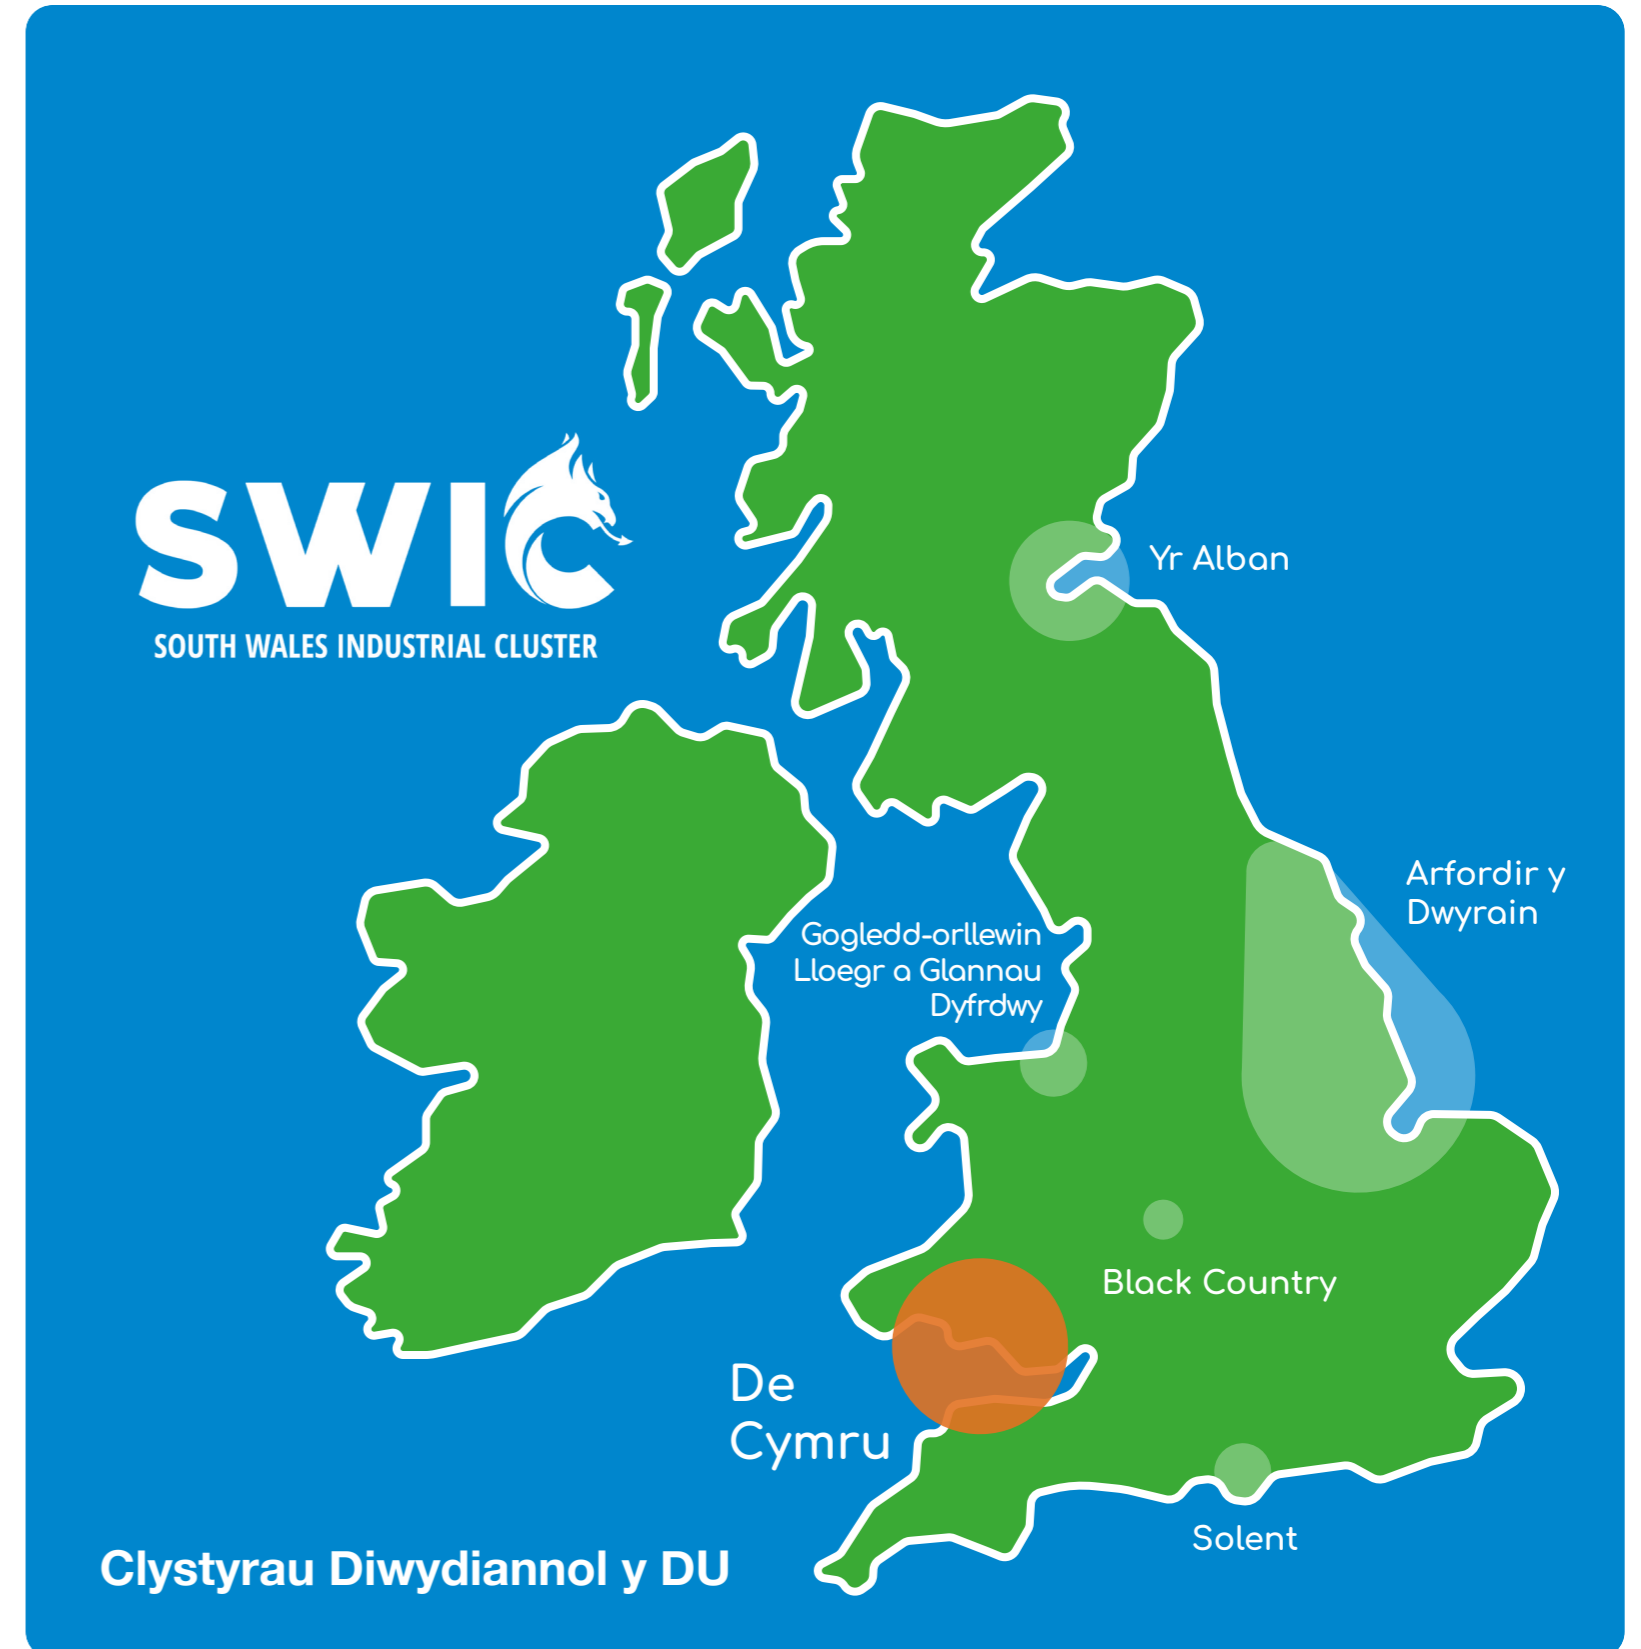 SWIC
SOUTH WALES INDUSTRIAL CLUSTER
Yr Alban
Arfordir y
Dwyrain
Gogledd-orllewin
Lloegr a Glannau
Dyfrdwy
Black Country
De
Cymru
Solent
Clystyrau Diwydiannol y DU